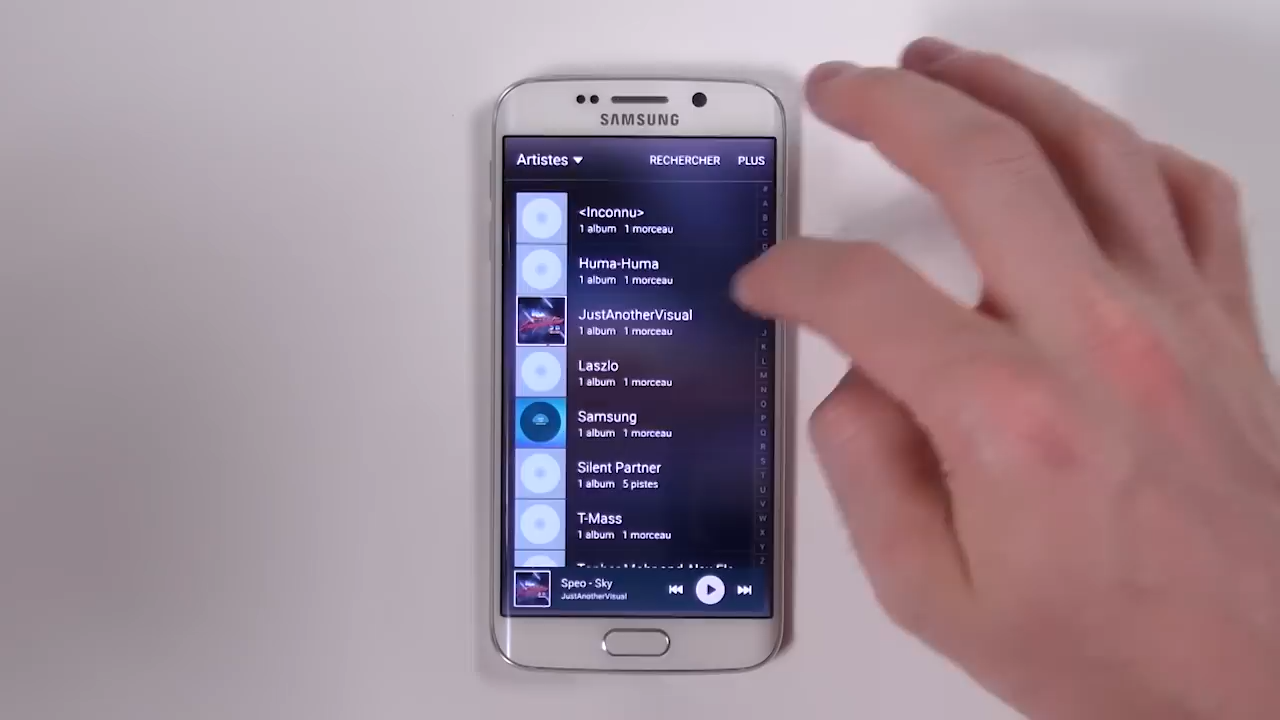 SAMSUNG
Artistes RECHERCHER PLUS
<Inconnu>
1 album 1 morceau
Huma-Huma
1 album 1 morceau
JustAnotherVisual
1 album 1 morceau
Laszlo
1 album 1 morceau
Samsung
1 album 1 morceau
Silent Partner
1 album 5 pistes
T-Mass
1 album 1 morceau
Speo - Sky
JustAnotherVisual
#
A
B
C
J
K
L
M
N
O
P
Q
R
S
T
U
V
W
X
Y
Z